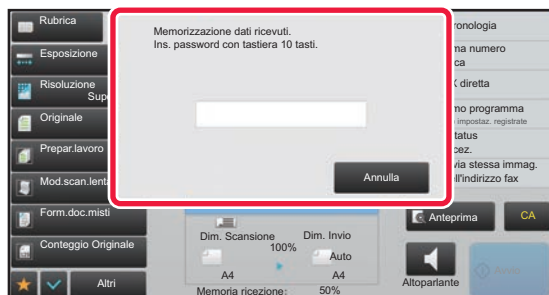 Rubrica
Esposizione
Risoluzione
Sup
Originale
Prepar.lavoro
Mod.scan.lenta
Form.doc.misti
Conteggio Originale
Altri
Memorizzazione dati ricevuti.
Ins. password con tastiera 10 tasti.
Annulla
Dim. Scansione
100%
Dim. Invio
Auto
A4
A4
Memoria ricezione:
50%
ronologia
ma numero
ca
X diretta
mo programma
impostaz. registrate
tatus
cez.
via stessa immag.
ll'indirizzo fax
Anteprima
CA
Altoparlante